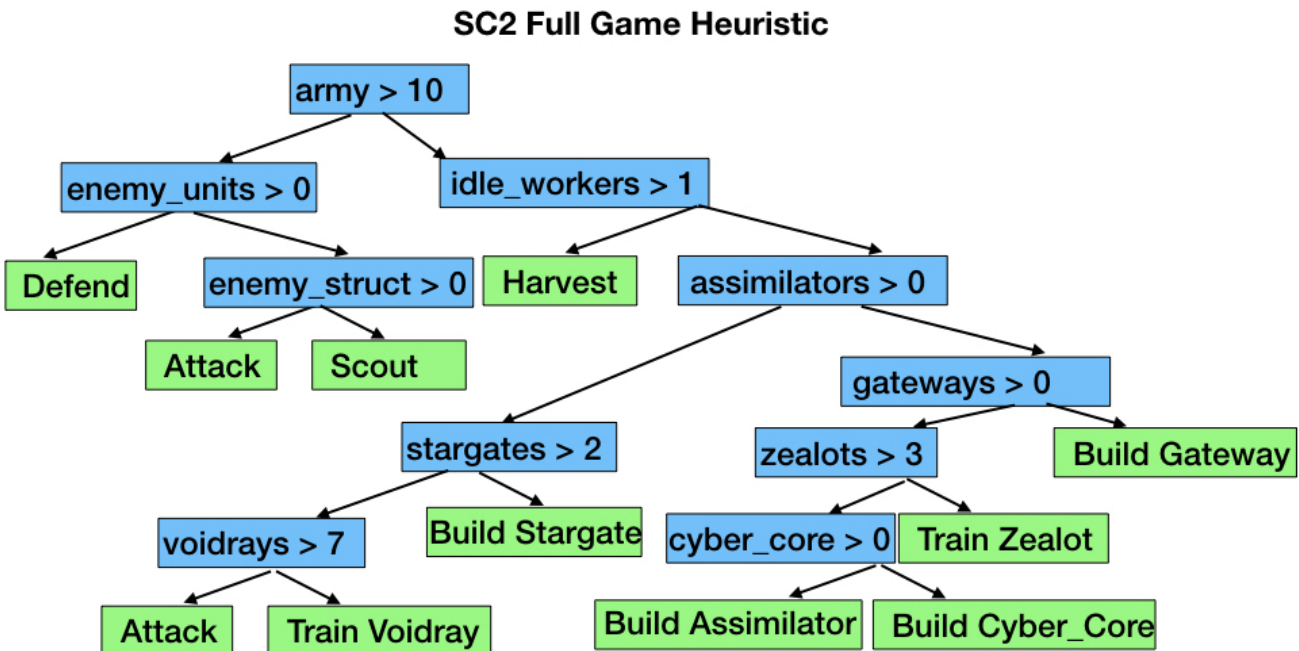 SC2 Full Game Heuristic
army > 10
enemy_units > 0
idle_workers > 1
Defend
enemy_struct > 0
Harvest
assimilators > 0
Attack
Scout
gateways > 0
stargates > 2
zealots > 3
Build Gateway
voidrays > 7
Build Stargate
cyber_core > 0
Train Zealot
Attack
Train Voidray
Build Assimilator
Build Cyber_Core